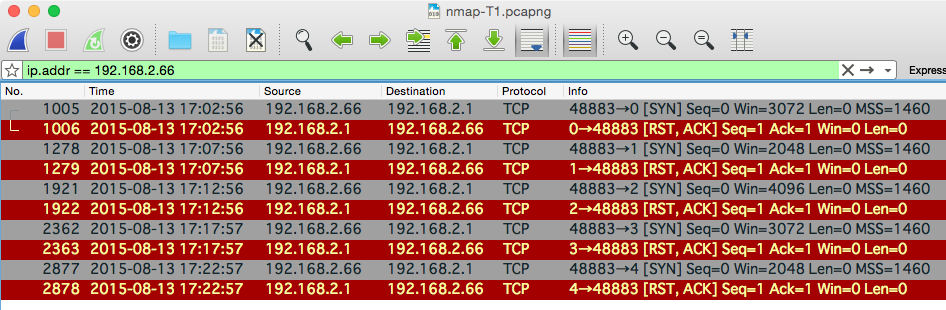 nmap-T1.pcapng
ip.addr == 192.168.2.66 Express
No. Time Source Destination Protocol Info
1005 2015-08-13 17:02:56 192.168.2.66 192.168.2.1 TCP 48883→0 [SYN] Seq=0 Win=3072 Len=0 MSS=1460
1006 2015-08-13 17:02:56 192.168.2.1 192.168.2.66 TCP 0→48883 [RST, ACK] Seq=1 Ack=1 Win=0 Len=0
1278 2015-08-13 17:07:56 192.168.2.66 192.168.2.1 TCP 48883→1 [SYN] Seq=0 Win=2048 Len=0 MSS=1460
1279 2015-08-13 17:07:56 192.168.2.1 192.168.2.66 TCP 1→48883 [RST, ACK] Seq=1 Ack=1 Win=0 Len=0
1921 2015-08-13 17:12:56 192.168.2.66 192.168.2.1 TCP 48883→2 [SYN] Seq=0 Win=4096 Len=0 MSS=1460
1922 2015-08-13 17:12:56 192.168.2.1 192.168.2.66 TCP 2→48883 [RST, ACK] Seq=1 Ack=1 Win=0 Len=0
2362 2015-08-13 17:17:57 192.168.2.66 192.168.2.1 TCP 48883→3 [SYN] Seq=0 Win=3072 Len=0 MSS=1460
2363 2015-08-13 17:17:57 192.168.2.1 192.168.2.66 TCP 3→48883 [RST, ACK] Seq=1 Ack=1 Win=0 Len=0
2877 2015-08-13 17:22:57 192.168.2.66 192.168.2.1 TCP 48883→4 [SYN] Seq=0 Win=2048 Len=0 MSS=1460
2878 2015-08-13 17:22:57 192.168.2.1 192.168.2.66 TCP 4→48883 [RST, ACK] Seq=1 Ack=1 Win=0 Len=0